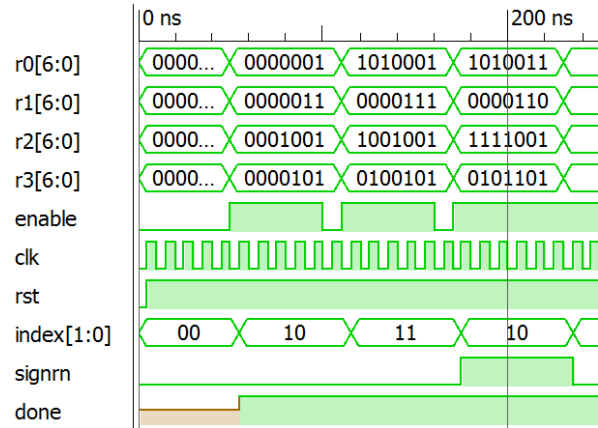 0 ns 200 ns
r0[6:0] 0000... 0000001 1010001 1010011
r1[6:0] 0000... 0000011 0000111 0000110
r2[6:0] 0000... 0001001 1001001 1111001
r3[6:0] 0000... 0000101 0100101 0101101
enable
clk
rst
index[1:0] 00 10 11 10
signrn
done